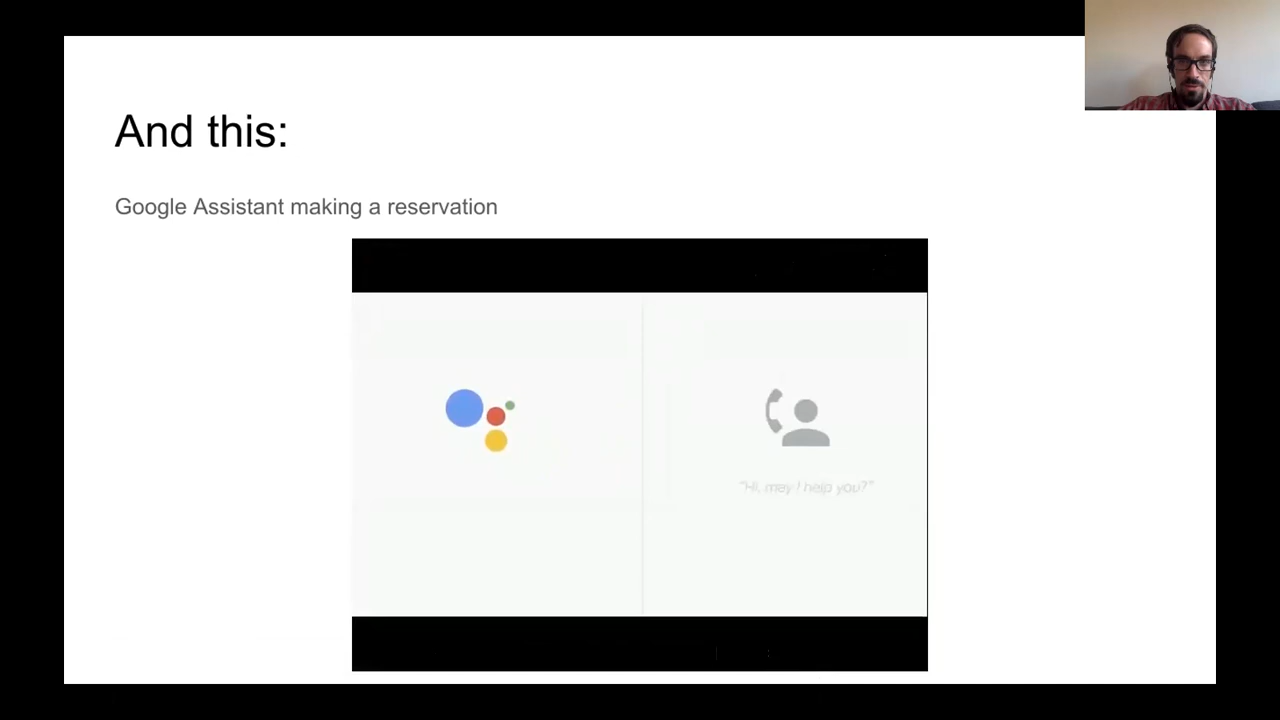 And this:
Google Assistant making a reservation
"Hi, may I help you?"